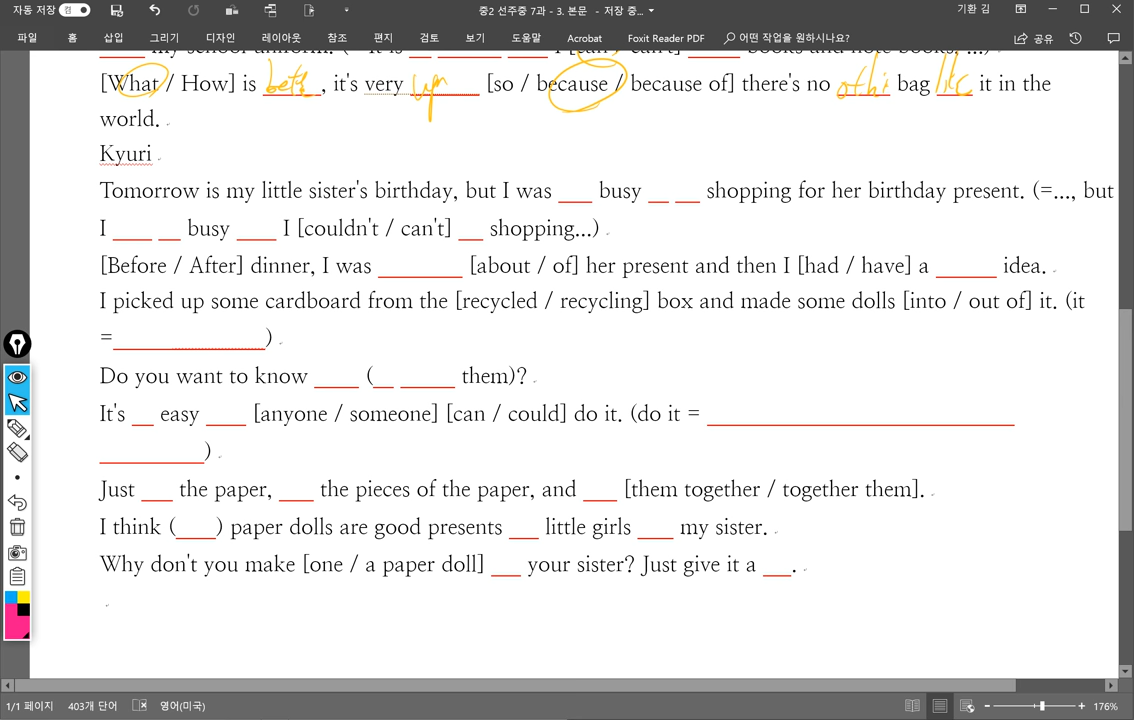 자동 저장 켬 중2 선주중 7과 - 3. 본문 - 저장 중... 기환 김
파일 홈 삽입 그리기 디자인 레이아웃 참조 편지 검토 보기 도움말 Acrobat Foxit Reader PDF 어떤 작업을 원하시나요? 공유
[What / How] is ______, it's very ______ [so / because / because of] there's no ______ bag ____ it in the
world.
Kyuri
Tomorrow is my little sister's birthday, but I was ____ busy __ ___ shopping for her birthday present. (=..., but
I ____ __ busy ____ I [couldn't / can't] __ shopping...)
[Before / After] dinner, I was ________ [about / of] her present and then I [had / have] a ______ idea.
I picked up some cardboard from the [recycled / recycling] box and made some dolls [into / out of] it. (it
=________________)
Do you want to know ____ (__ _____ them)?
It's __ easy ____ [anyone / someone] [can / could] do it. (do it = ______________________________
__________)
Just ___ the paper, ___ the pieces of the paper, and ___ [them together / together them].
I think (____) paper dolls are good presents ___ little girls ____ my sister.
Why don't you make [one / a paper doll] ___ your sister? Just give it a ___.
1/1 페이지 403개 단어 영어(미국) 176%